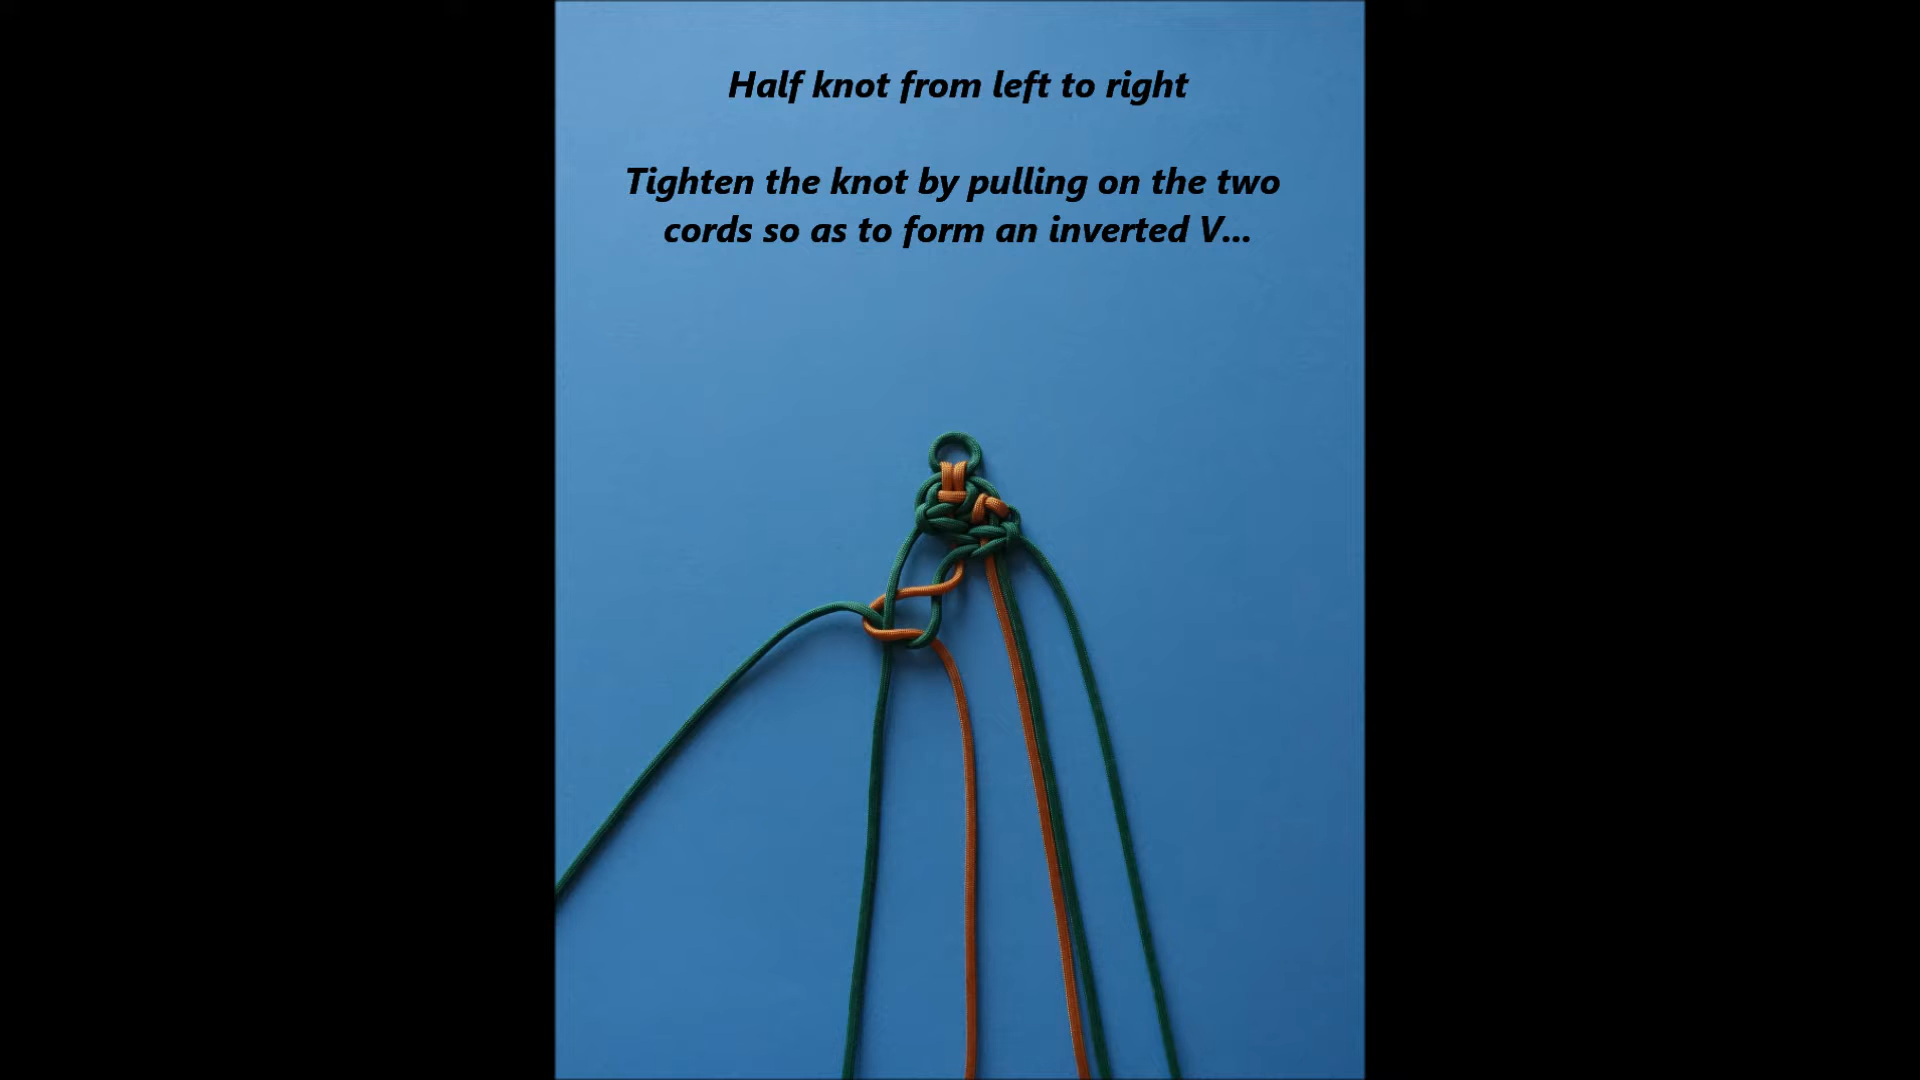 Half knot from left to right
Tighten the knot by pulling on the two
cords so as to form an inverted V...